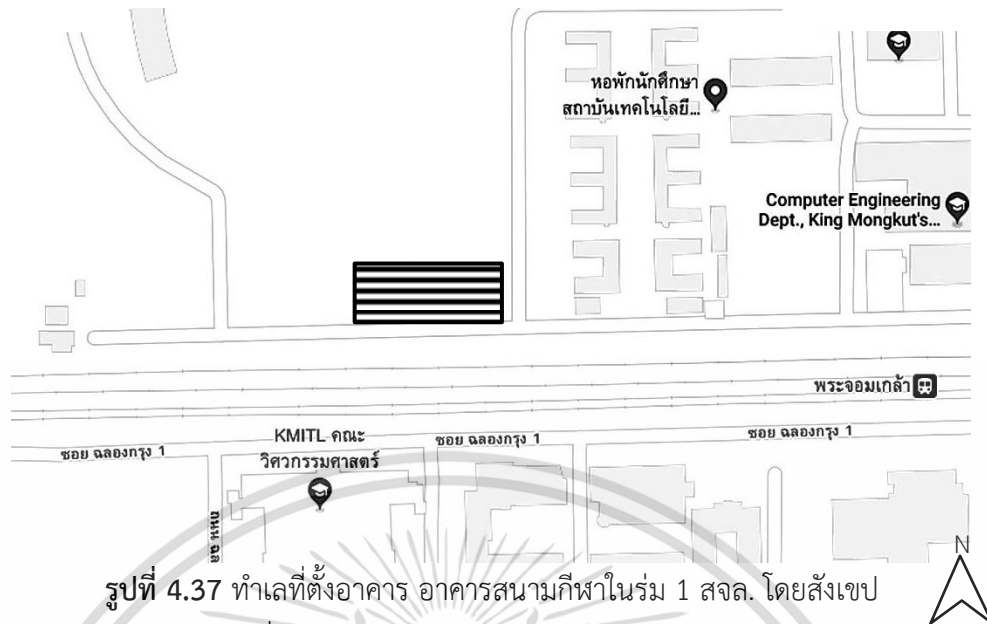 หอพักนักศึกษา
สถาบันเทคโนโลยี...
Computer Engineering
Dept., King Mongkut's...
พระจอมเกล้า
ซอย ฉลองกรุง 1
KMITL คณะ
วิศวกรรมศาสตร์
ซอย ฉลองกรุง 1
ซอย ฉลองกรุง 1
ถนน ฉล
N
รูปที่ 4.37 ทำเลที่ตั้งอาคาร อาคารสนามกีฬาในร่ม 1 สจล. โดยสังเขป